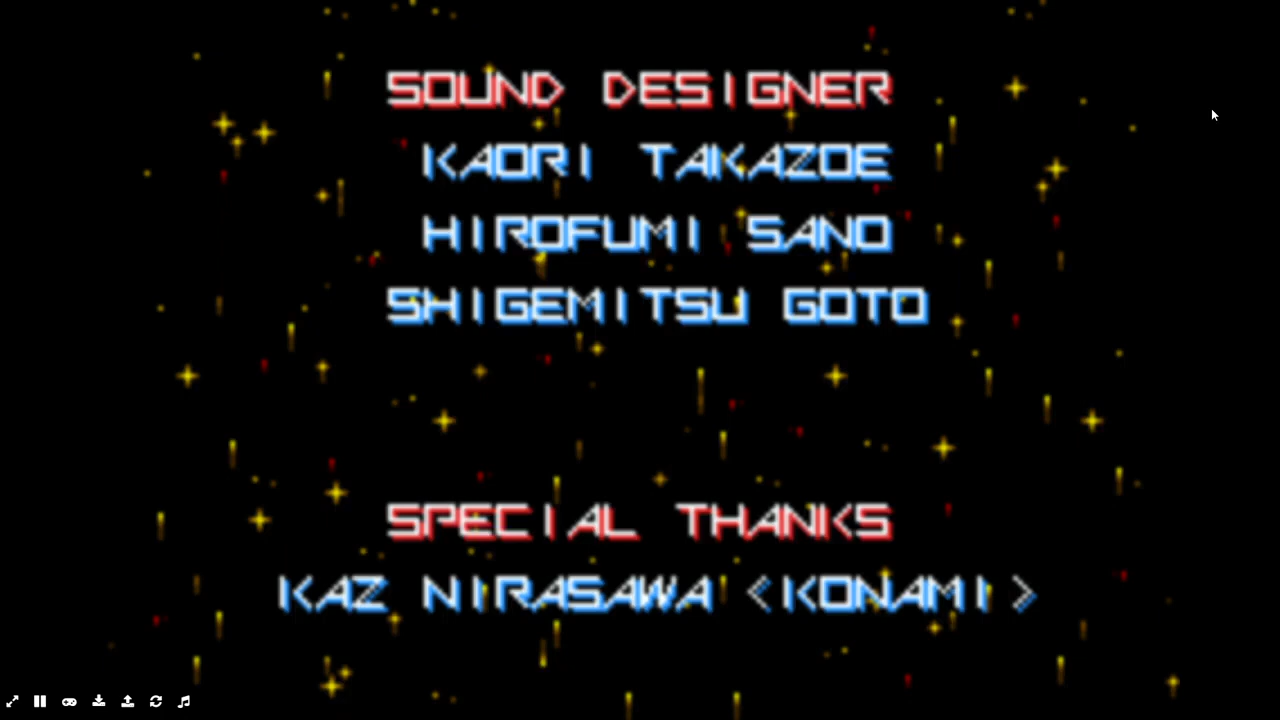 SOUND DESIGNER
KAORI TAKAZOE
HIROFUMI SANO
SHIGEMITSU GOTO
SPECIAL THANKS
KAZ NIRASAWA <KONAMI>